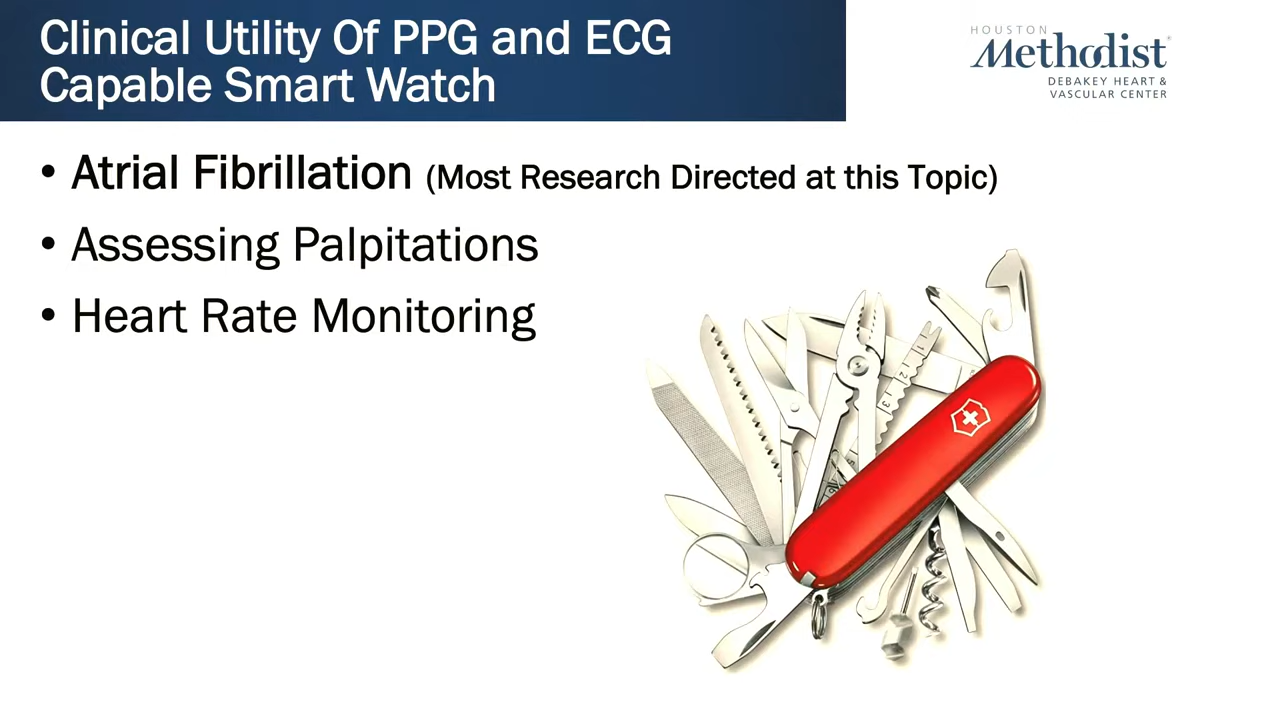 Clinical Utility Of PPG and ECG
Capable Smart Watch
HOUSTON
Methodist
DEBAKEY HEART &
VASCULAR CENTER
• Atrial Fibrillation (Most Research Directed at this Topic)
• Assessing Palpitations
• Heart Rate Monitoring